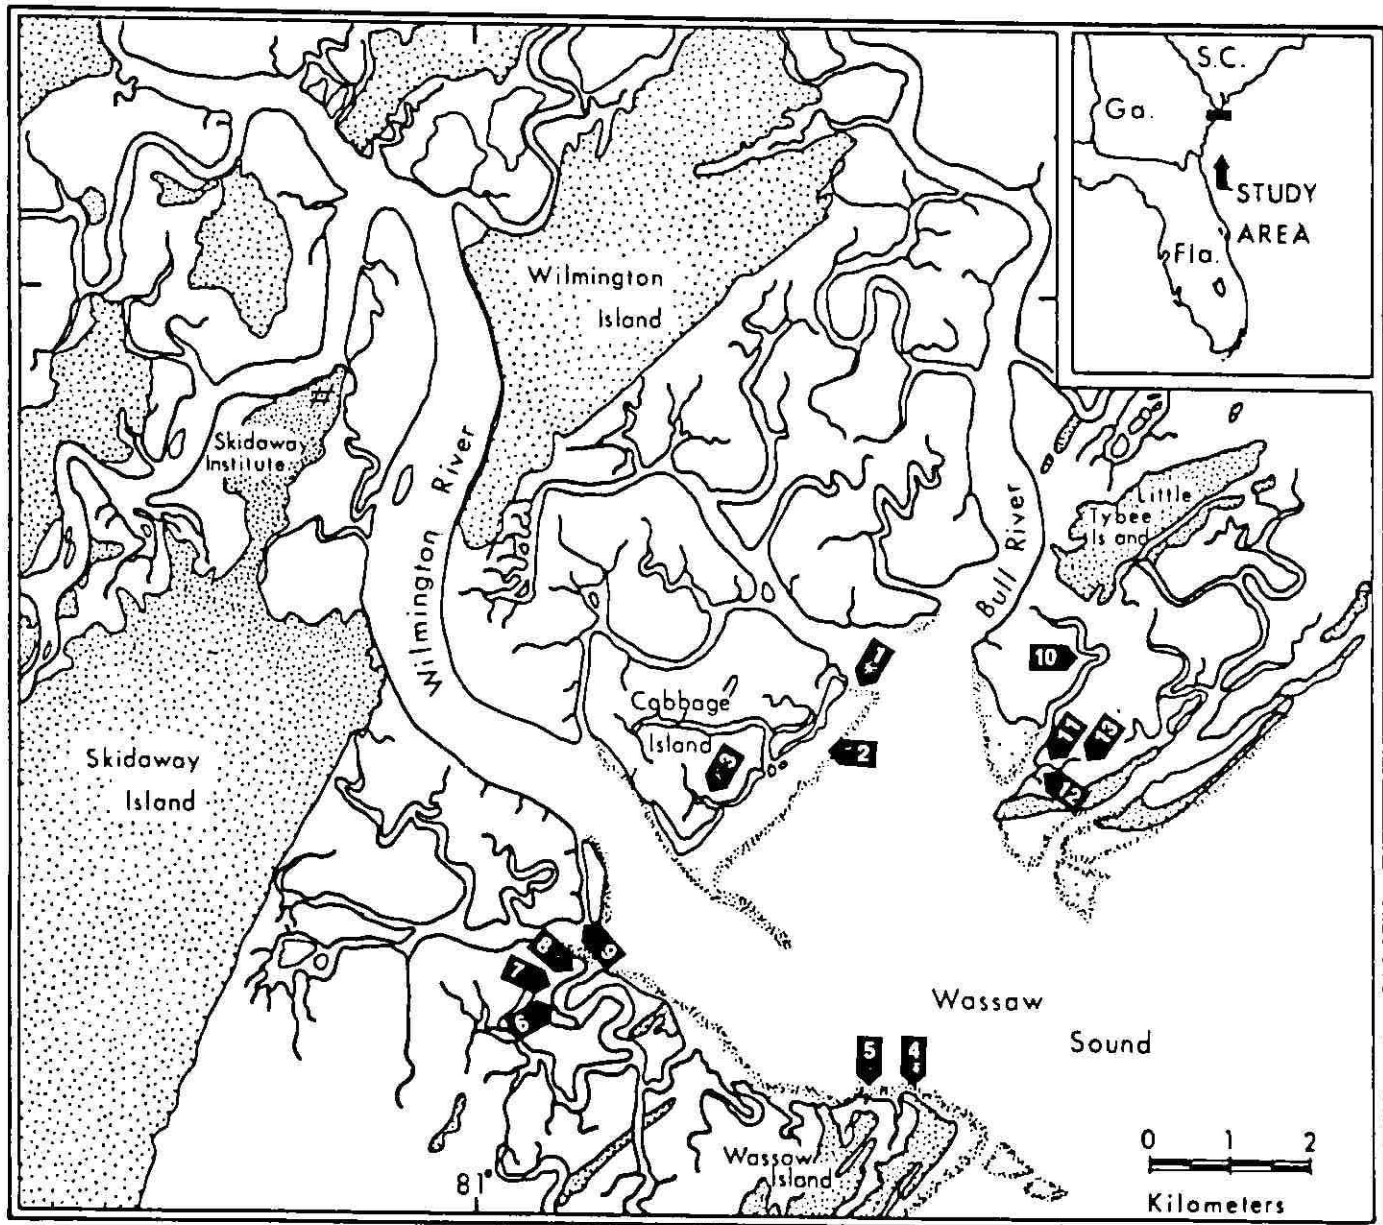 S.C.
Ga.
STUDY
AREA
Fla.
Wilmington
Island
Skidaway
Institute
Wilmington River
Bull River
Little
Tybee
Is and
10
1
Cabbage
Island
2
3
11
13
12
Skidaway
Island
8
9
7
6
Wassaw
Sound
5
4
Wassaw
Island
81°
0 1 2
Kilometers